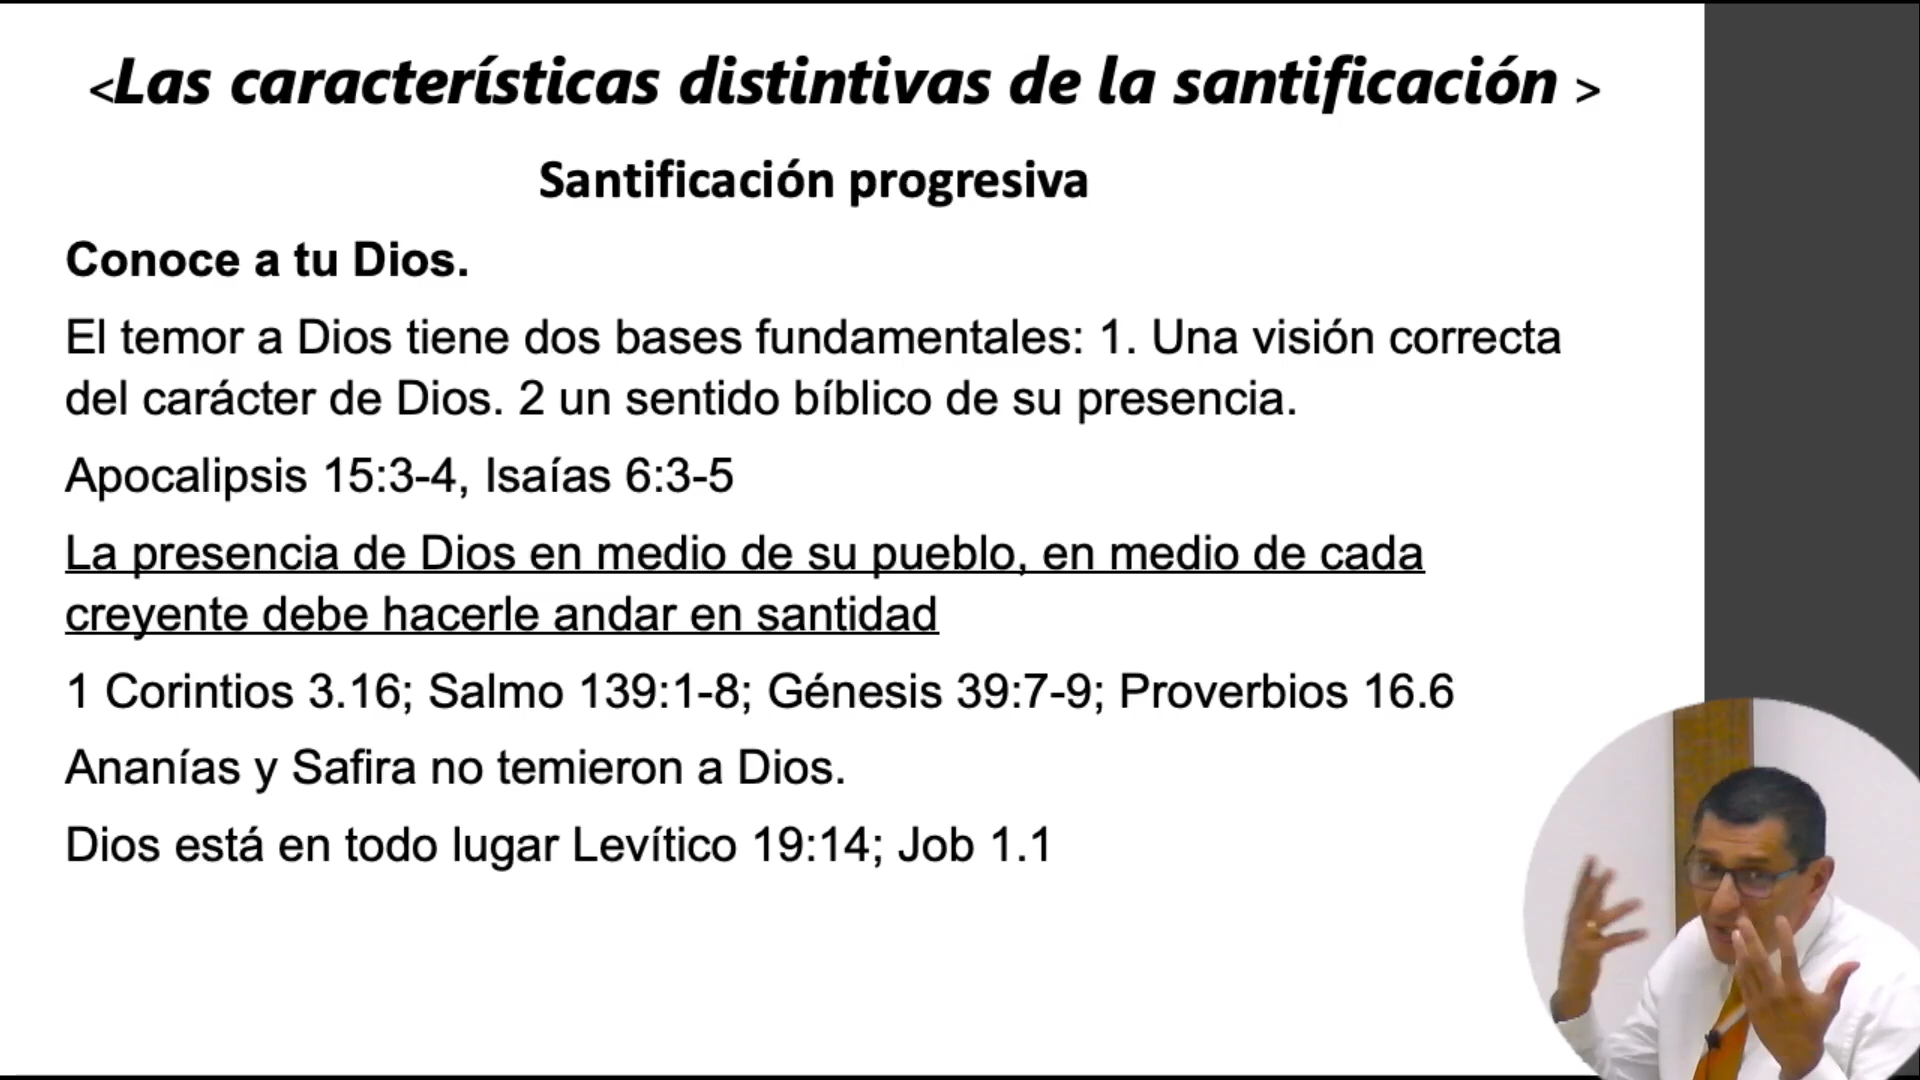 <Las características distintivas de la santificación >
Santificación progresiva
Conoce a tu Dios.
El temor a Dios tiene dos bases fundamentales: 1. Una visión correcta
del carácter de Dios. 2 un sentido bíblico de su presencia.
Apocalipsis 15:3-4, Isaías 6:3-5
La presencia de Dios en medio de su pueblo, en medio de cada
creyente debe hacerle andar en santidad
1 Corintios 3.16; Salmo 139:1-8; Génesis 39:7-9; Proverbios 16.6
Ananías y Safira no temieron a Dios.
Dios está en todo lugar Levítico 19:14; Job 1.1